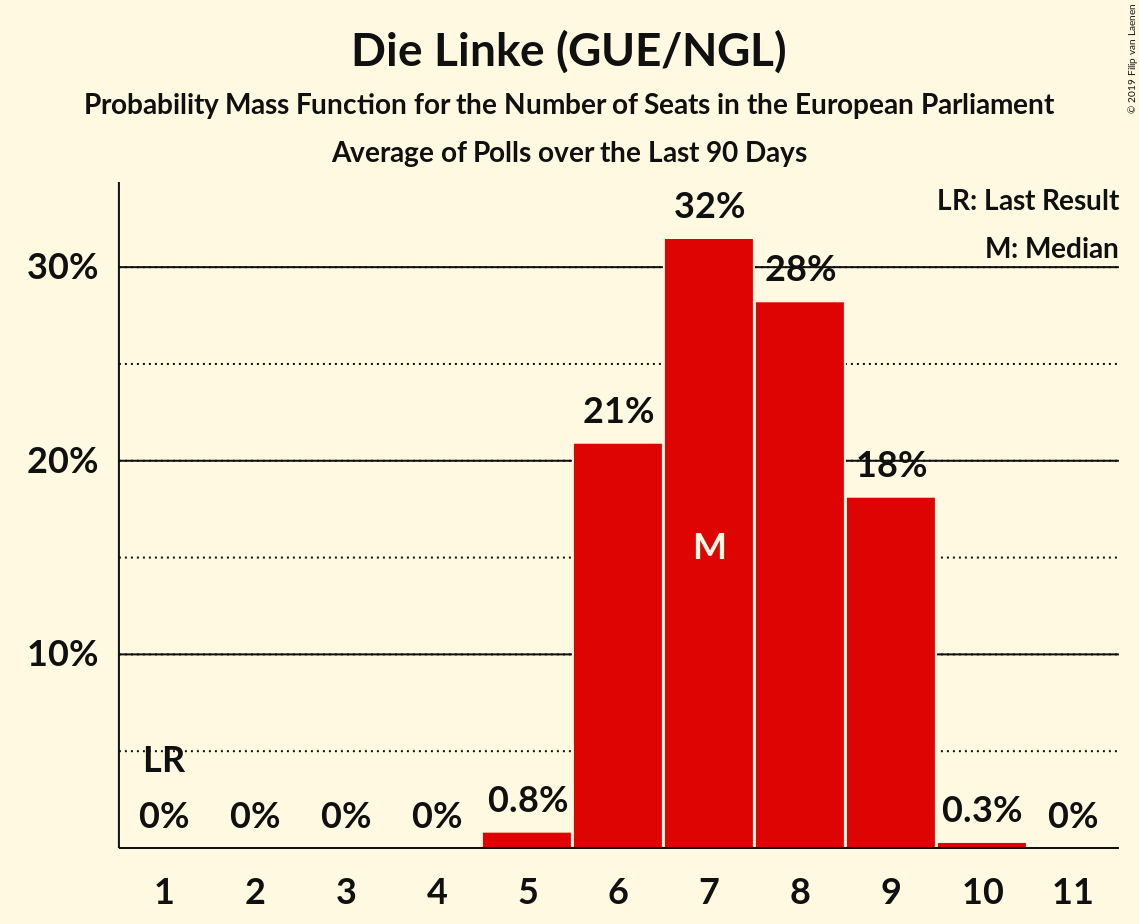 Die Linke (GUE/NGL)
Probability Mass Function for the Number of Seats in the European Parliament
Average of Polls over the Last 90 Days
© 2019 Filip van Laenen
LR: Last Result
M: Median
30%
20%
10%
LR
0%
0%
0%
0%
0.8%
21%
32%
M
28%
18%
0.3%
0%
1 2 3 4 5 6 7 8 9 10 11